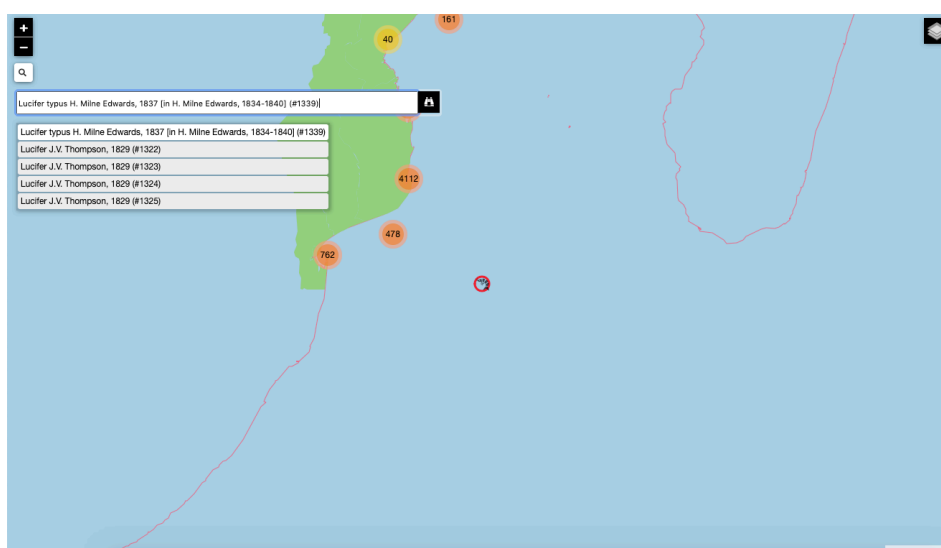 161
+
40
−
Lucifer typus H. Milne Edwards, 1837 [in H. Milne Edwards, 1834-1840] (#1339)
Lucifer typus H. Milne Edwards, 1837 [in H. Milne Edwards, 1834-1840] (#1339)
Lucifer J.V. Thompson, 1829 (#1322)
Lucifer J.V. Thompson, 1829 (#1323)
Lucifer J.V. Thompson, 1829 (#1324)
Lucifer J.V. Thompson, 1829 (#1325)
4112
478
762